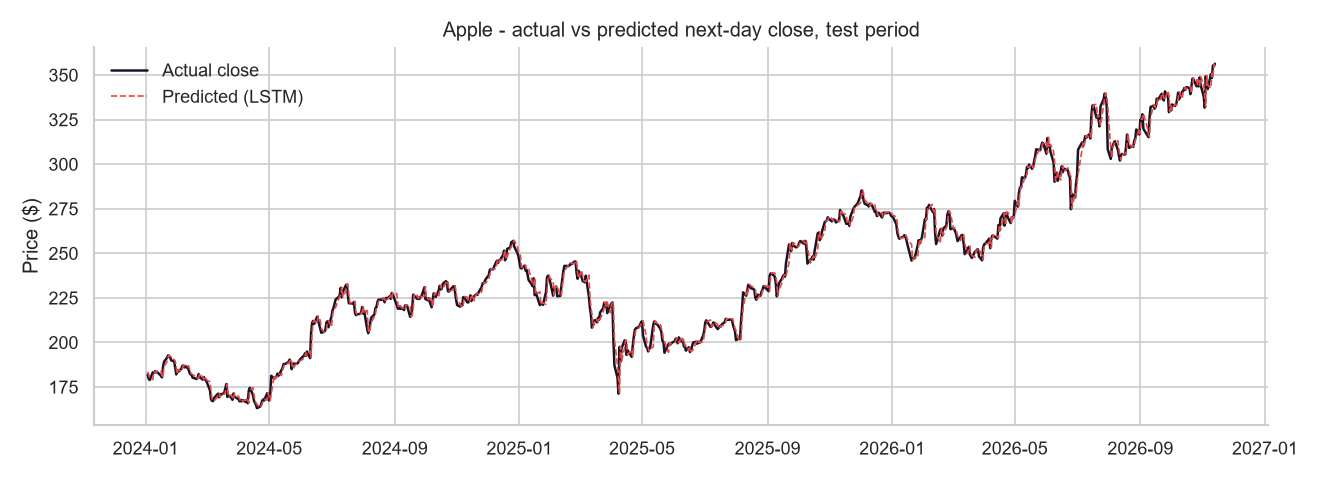 Apple - actual vs predicted next-day close, test period
Actual close
Predicted (LSTM)
Price ($)
350
325
300
275
250
225
200
175
2024-01 2024-05 2024-09 2025-01 2025-05 2025-09 2026-01 2026-05 2026-09 2027-01